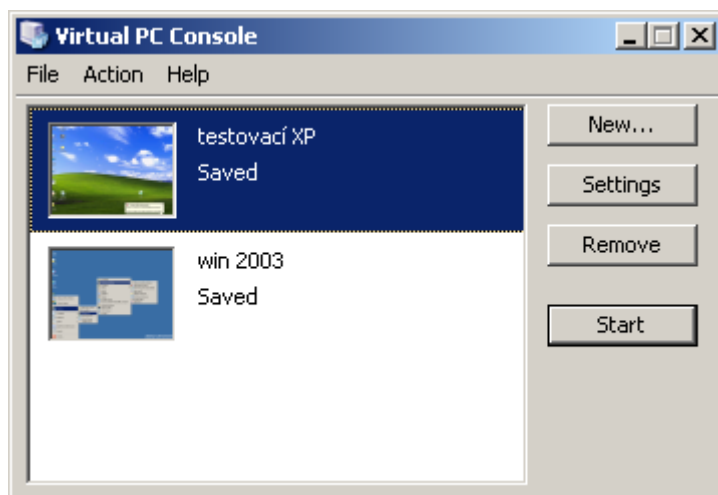 Virtual PC Console
File Action Help
testovací XP
Saved
win 2003
Saved
New...
Settings
Remove
Start